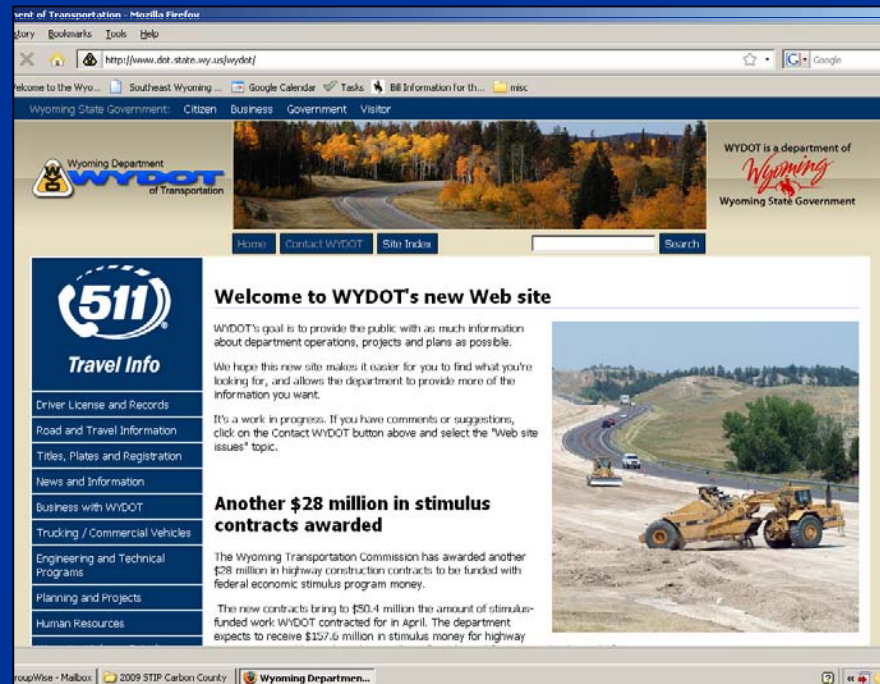 ment of Transportation - Mozilla Firefox
story Bookmarks Tools Help
http://www.dot.state.wy.us/wydot/
Google
elcome to the Wyo... Southeast Wyoming ... Google Calendar Tasks Bill Information for th... misc
Wyoming State Government: Citizen Business Government Visitor
Wyoming Department
WYDOT
of Transportation
WYDOT is a department of
Wyoming
Wyoming State Government
Home Contact WYDOT Site Index Search
511
Travel Info
Driver License and Records
Road and Travel Information
Titles, Plates and Registration
News and Information
Business with WYDOT
Trucking / Commercial Vehicles
Engineering and Technical
Programs
Planning and Projects
Human Resources
Welcome to WYDOT's new Web site
WYDOT's goal is to provide the public with as much information
about department operations, projects and plans as possible.
We hope this new site makes it easier for you to find what you're
looking for, and allows the department to provide more of the
information you want.
It's a work in progress. If you have comments or suggestions,
click on the Contact WYDOT button above and select the "Web site
issues" topic.
Another $28 million in stimulus
contracts awarded
The Wyoming Transportation Commission has awarded another
$28 million in highway construction contracts to be funded with
federal economic stimulus program money.
The new contracts bring to $50.4 million the amount of stimulus-
funded work WYDOT contracted for in April. The department
expects to receive $157.6 million in stimulus money for highway
roupWise - Mailbox 2009 STIP Carbon County Wyoming Departmen...